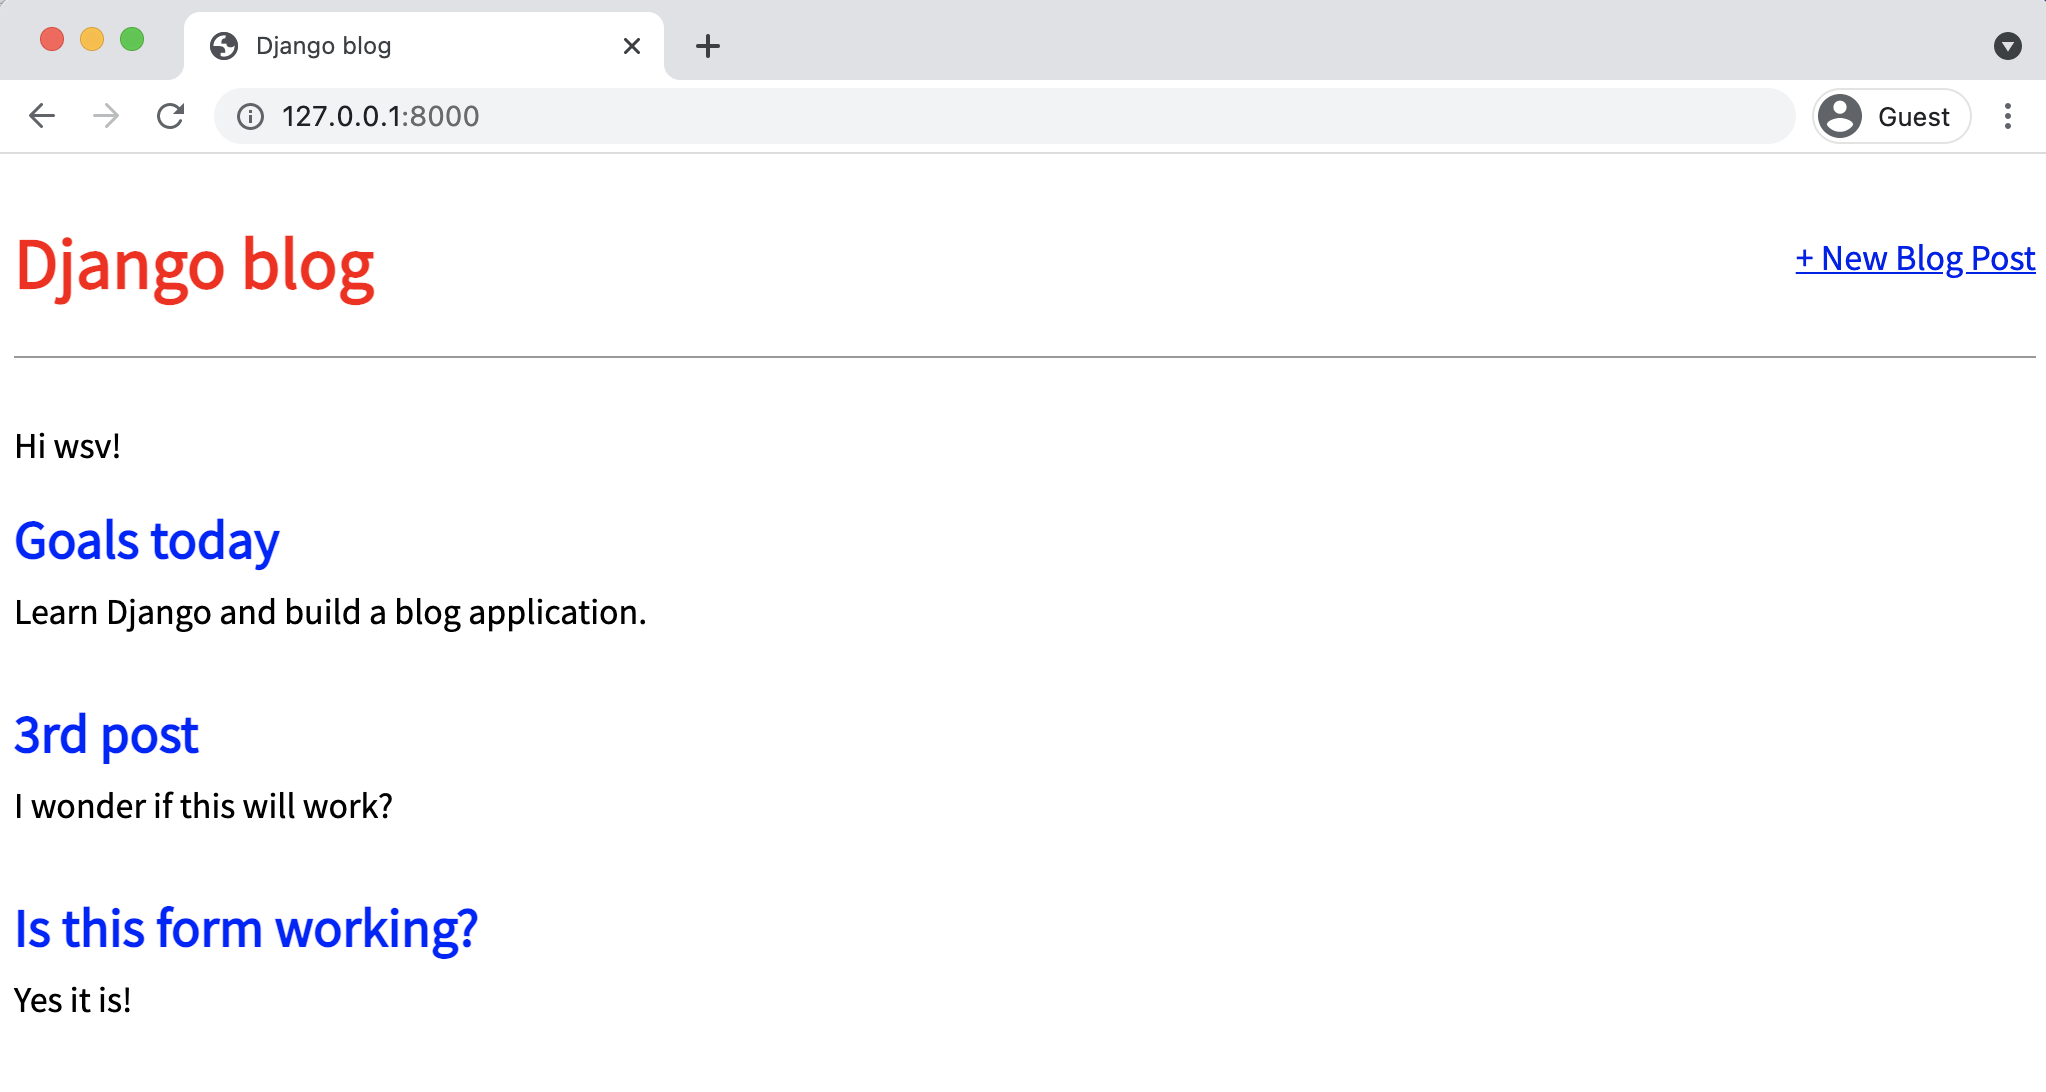 Django blog
127.0.0.1:8000
Guest
Django blog
+ New Blog Post
Hi wsv!
Goals today
Learn Django and build a blog application.
3rd post
I wonder if this will work?
Is this form working?
Yes it is!